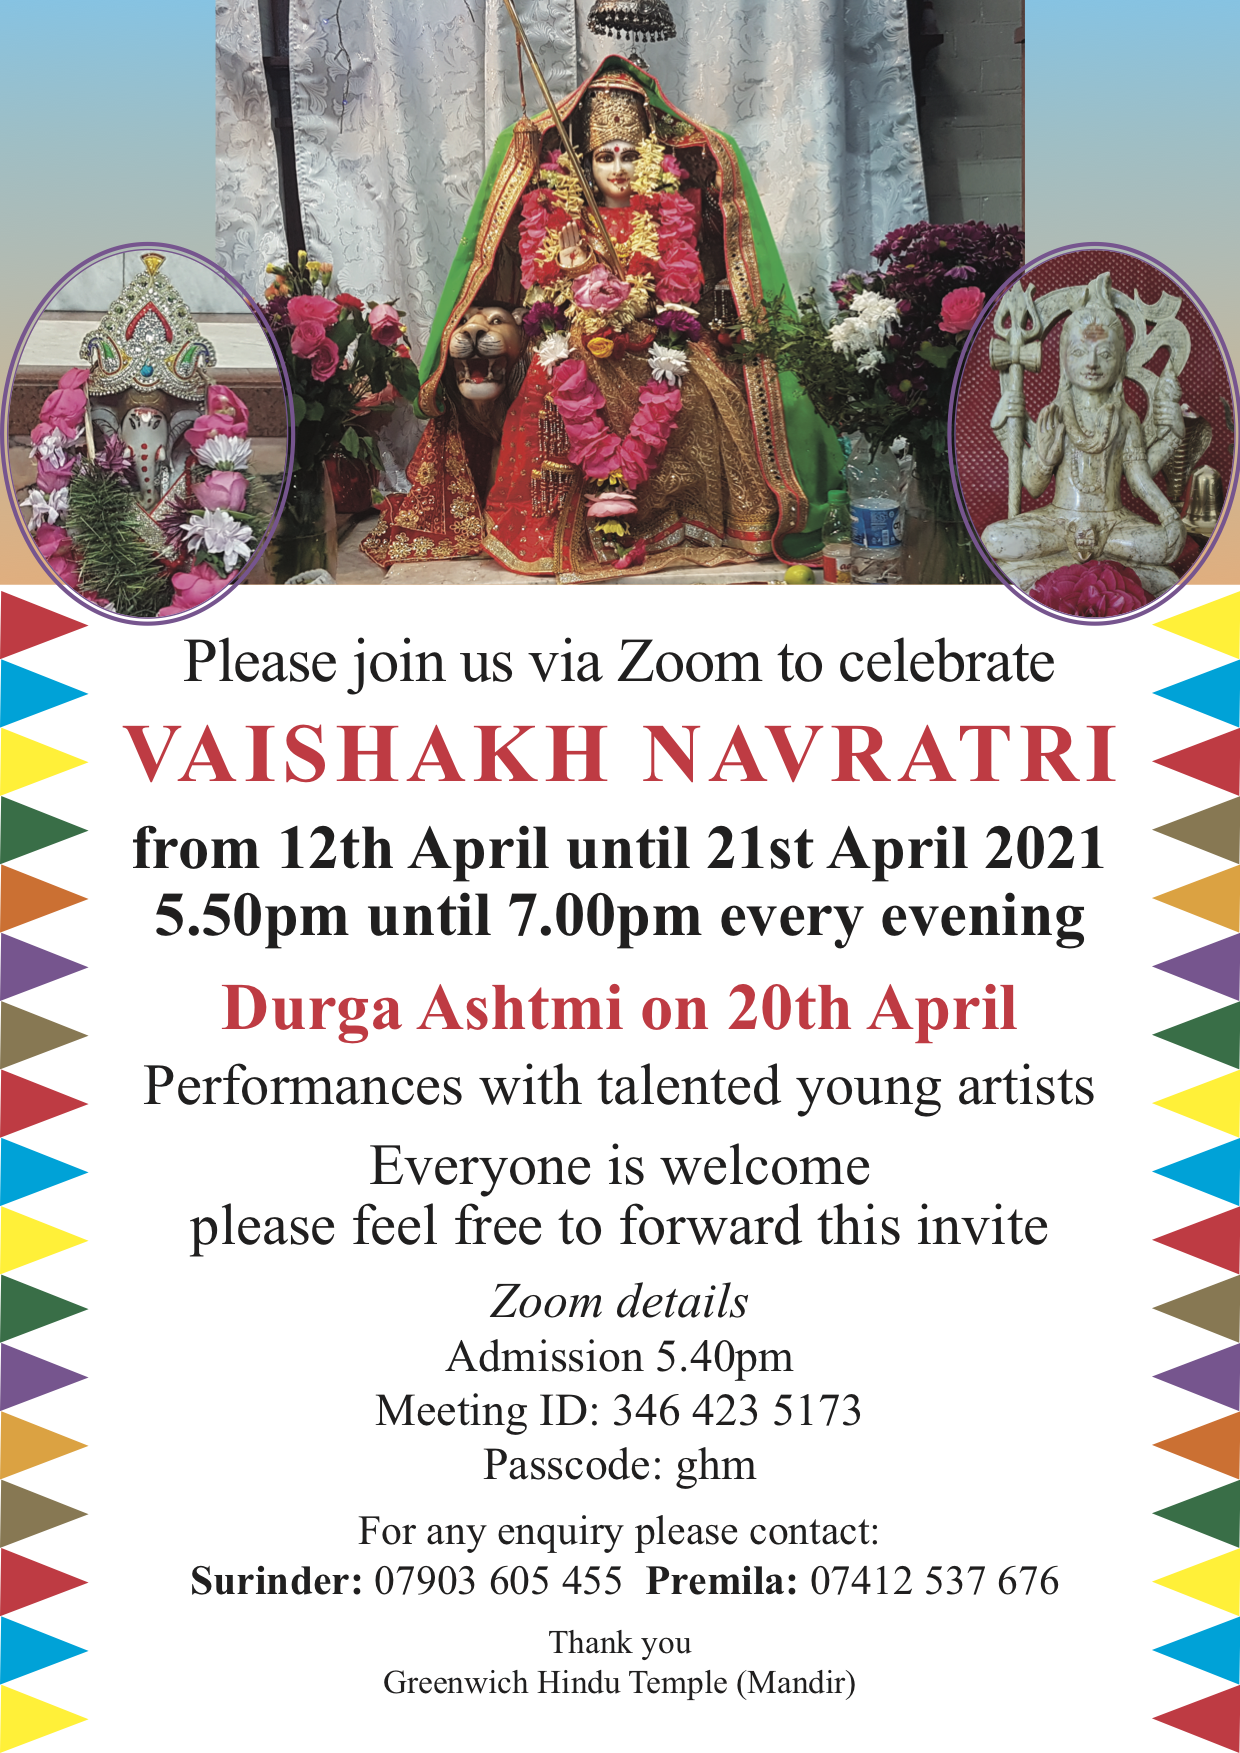 Please join us via Zoom to celebrate
VAISHAKH NAVRATRI
from 12th April until 21st April 2021
5.50pm until 7.00pm every evening
Durga Ashtmi on 20th April
Performances with talented young artists
Everyone is welcome
please feel free to forward this invite
Zoom details
Admission 5.40pm
Meeting ID: 346 423 5173
Passcode: ghm
For any enquiry please contact:
Surinder: 07903 605 455 Premila: 07412 537 676
Thank you
Greenwich Hindu Temple (Mandir)